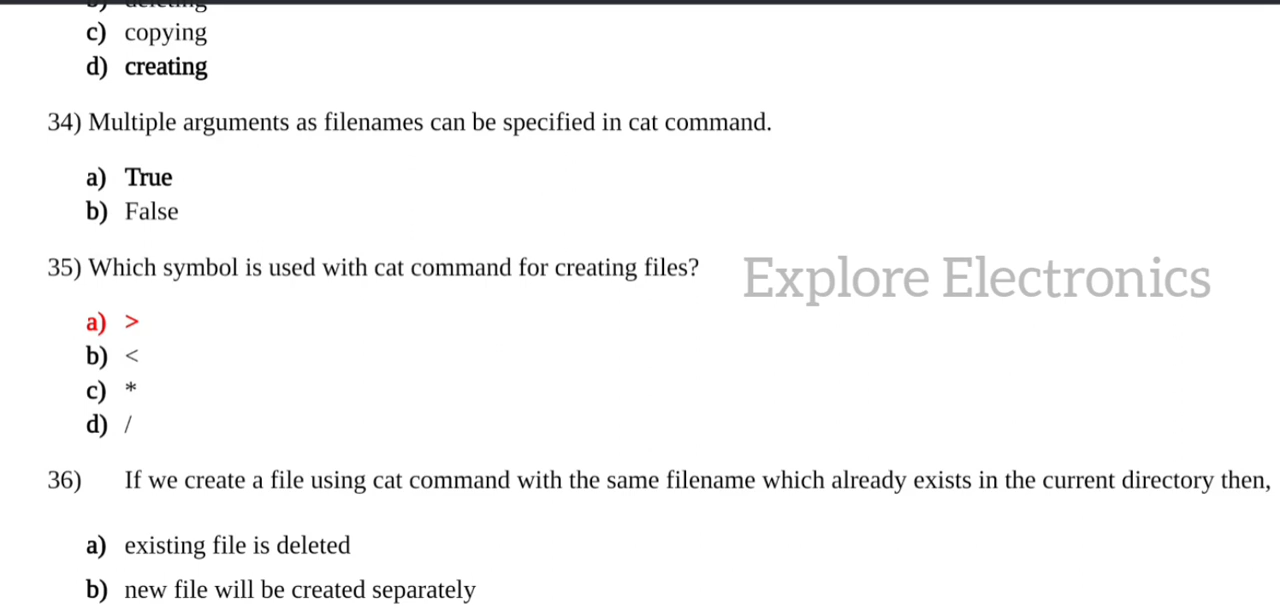 c) copying
d) creating
34) Multiple arguments as filenames can be specified in cat command.
a) True
b) False
35) Which symbol is used with cat command for creating files?
Explore Electronics
a) >
b) <
c) *
d) /
36) If we create a file using cat command with the same filename which already exists in the current directory then,
a) existing file is deleted
b) new file will be created separately